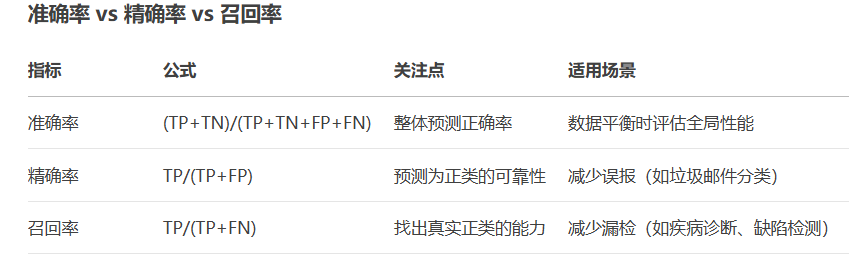 准确率 vs 精确率 vs 召回率
指标 公式 关注点 适用场景
准确率 (TP+TN)/(TP+TN+FP+FN) 整体预测正确率 数据平衡时评估全局性能
精确率 TP/(TP+FP) 预测为正类的可靠性 减少误报（如垃圾邮件分类）
召回率 TP/(TP+FN) 找出真实正类的能力 减少漏检（如疾病诊断、缺陷检测）